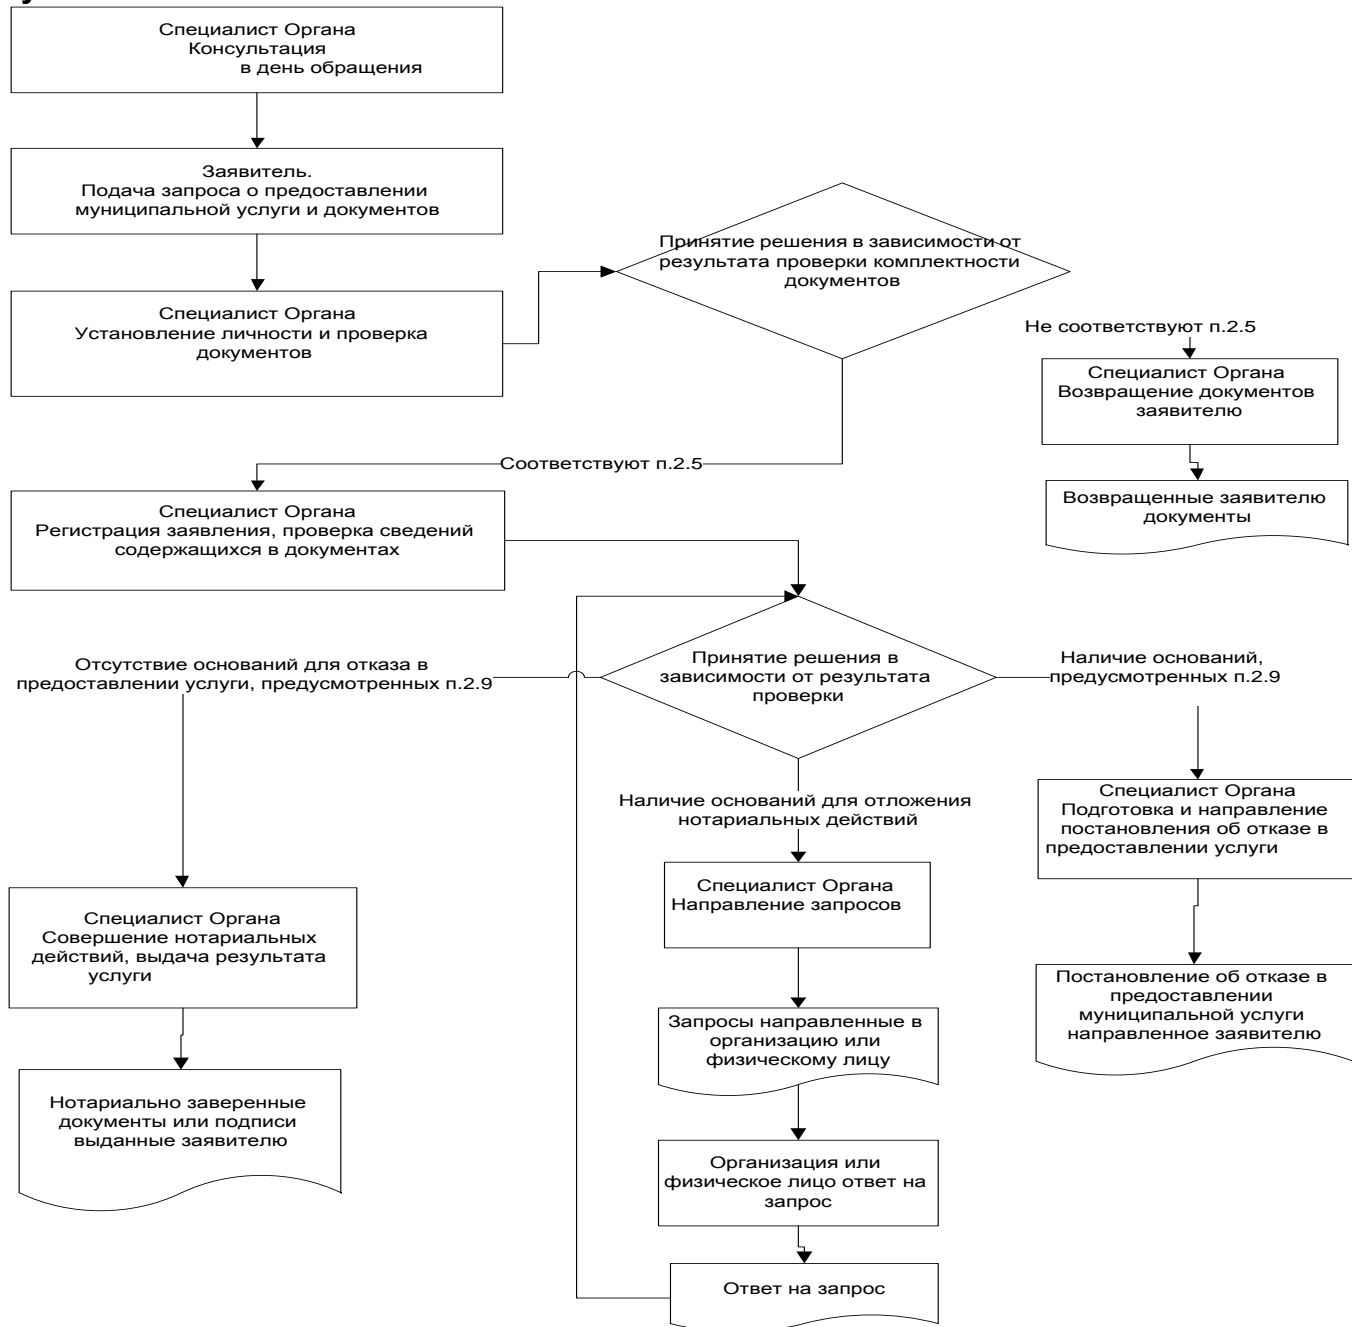 Специалист Органа
Консультация
в день обращения
Заявитель.
Подача запроса о предоставлении
муниципальной услуги и документов
Принятие решения в зависимости от
результата проверки комплектности
документов
Специалист Органа
Установление личности и проверка
документов
Не соответствуют п.2.5
Специалист Органа
Возвращение документов
заявителю
Соответствуют п.2.5
Возвращенные заявителю
документы
Специалист Органа
Регистрация заявления, проверка сведений
содержащихся в документах
Отсутствие оснований для отказа в
предоставлении услуги, предусмотренных п.2.9
Принятие решения в
зависимости от результата
проверки
Наличие оснований,
предусмотренных п.2.9
Наличие оснований для отложения
нотариальных действий
Специалист Органа
Подготовка и направление
постановления об отказе в
предоставлении услуги
Специалист Органа
Направление запросов
Специалист Органа
Совершение нотариальных
действий, выдача результата
услуги
Постановление об отказе в
предоставлении
муниципальной услуги
направленное заявителю
Запросы направленные в
организацию или
физическому лицу
Нотариально заверенные
документы или подписи
выданные заявителю
Организация или
физическое лицо ответ на
запрос
Ответ на запрос